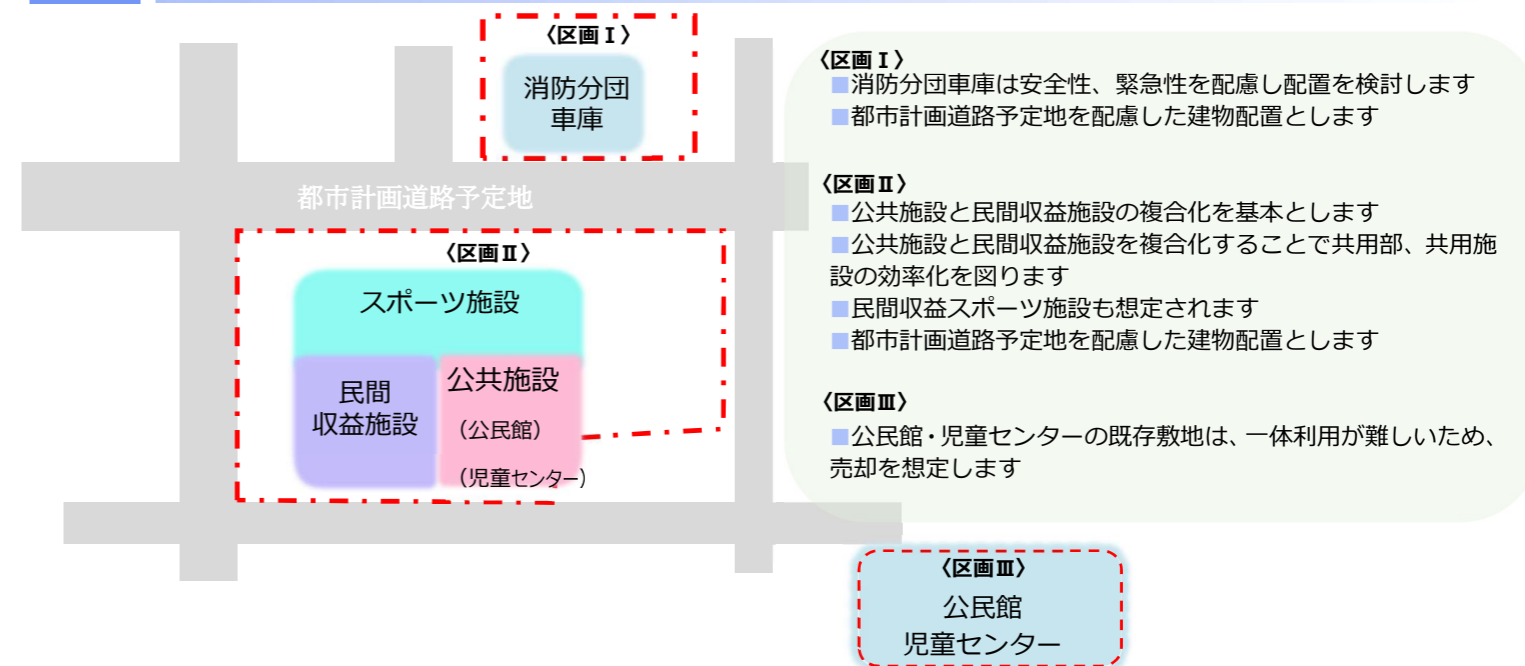 〈区画Ⅰ〉
消防分団
車庫
都市計画道路予定地
〈区画Ⅱ〉
スポーツ施設
民間
収益施設
公共施設
（公民館）
（児童センター）
〈区画Ⅰ〉
■消防分団車庫は安全性、緊急性を配慮し配置を検討します
■都市計画道路予定地を配慮した建物配置とします
〈区画Ⅱ〉
■公共施設と民間収益施設の複合化を基本とします
■公共施設と民間収益施設を複合化することで共用部、共用施
設の効率化を図ります
■民間収益スポーツ施設も想定されます
■都市計画道路予定地を配慮した建物配置とします
〈区画Ⅲ〉
■公民館・児童センターの既存敷地は、一体利用が難しいため、
売却を想定します
〈区画Ⅲ〉
公民館
児童センター